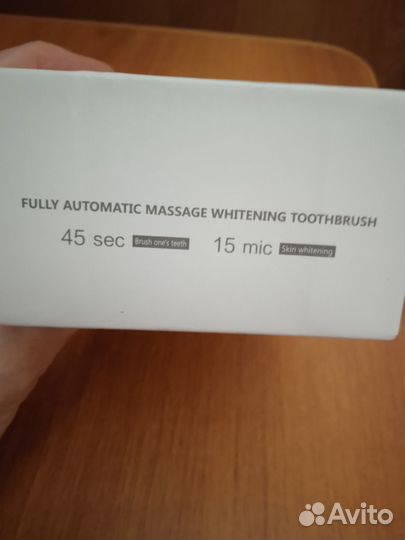 FULLY AUTOMATIC MASSAGE WHITENING TOOTHBRUSH
45 sec Brush one's teeth 15 mic Skin whitening
Avito